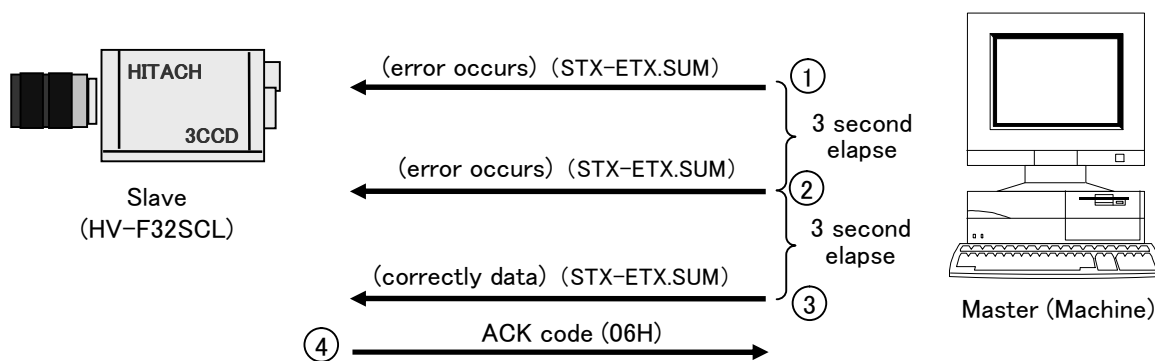 HITACH
3CCD
Slave
(HV-F32SCL)
(error occurs) (STX-ETX.SUM)
①
3 second
elapse
(error occurs) (STX-ETX.SUM)
②
3 second
elapse
(correctly data) (STX-ETX.SUM)
③
④ ACK code (06H)
Master (Machine)